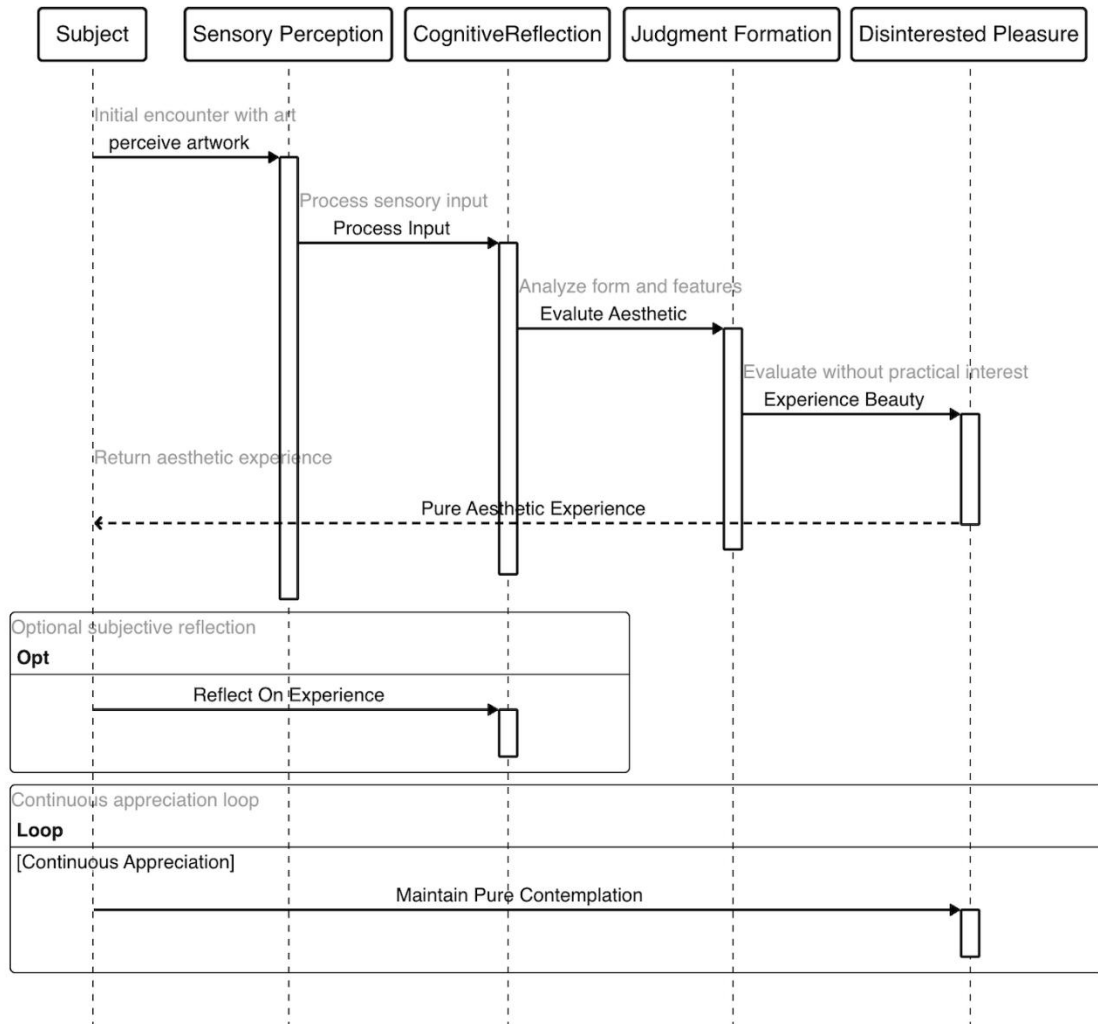 Subject
Sensory Perception
CognitiveReflection
Judgment Formation
Disinterested Pleasure
Initial encounter with art
perceive artwork
Process sensory input
Process Input
Analyze form and features
Evalute Aesthetic
Evaluate without practical interest
Experience Beauty
Return aesthetic experience
Pure Aesthetic Experience
Optional subjective reflection
Opt
Reflect On Experience
Continuous appreciation loop
Loop
[Continuous Appreciation]
Maintain Pure Contemplation